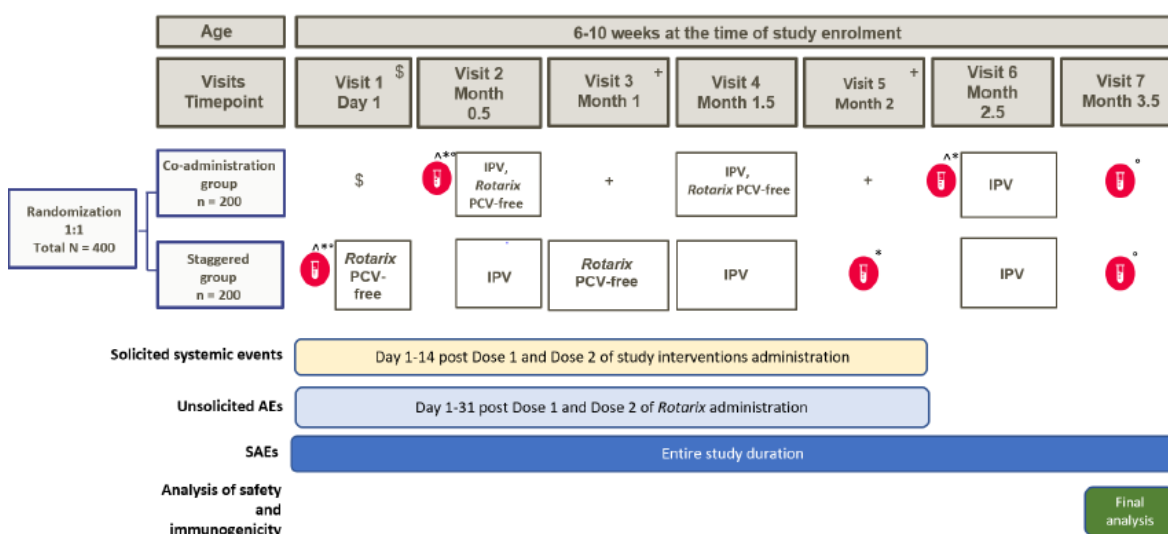 Age
6-10 weeks at the time of study enrolment
Visits
Timepoint
Visit 1 $
Day 1
Visit 2
Month
0.5
Visit 3 +
Month 1
Visit 4
Month 1.5
Visit 5 +
Month 2
Visit 6
Month
2.5
Visit 7
Month 3.5
Randomization
1:1
Total N = 400
Co-administration
group
n = 200
$
^*°
IPV,
Rotarix
PCV-free
+
IPV,
Rotarix PCV-free
+
^*
IPV
°
Staggered
group
n = 200
^*°
Rotarix
PCV-
free
IPV
Rotarix
PCV-free
IPV
*
IPV
°
Solicited systemic events
Day 1-14 post Dose 1 and Dose 2 of study interventions administration
Unsolicited AEs
Day 1-31 post Dose 1 and Dose 2 of Rotarix administration
SAEs
Entire study duration
Analysis of safety
and
immunogenicity
Final
analysis